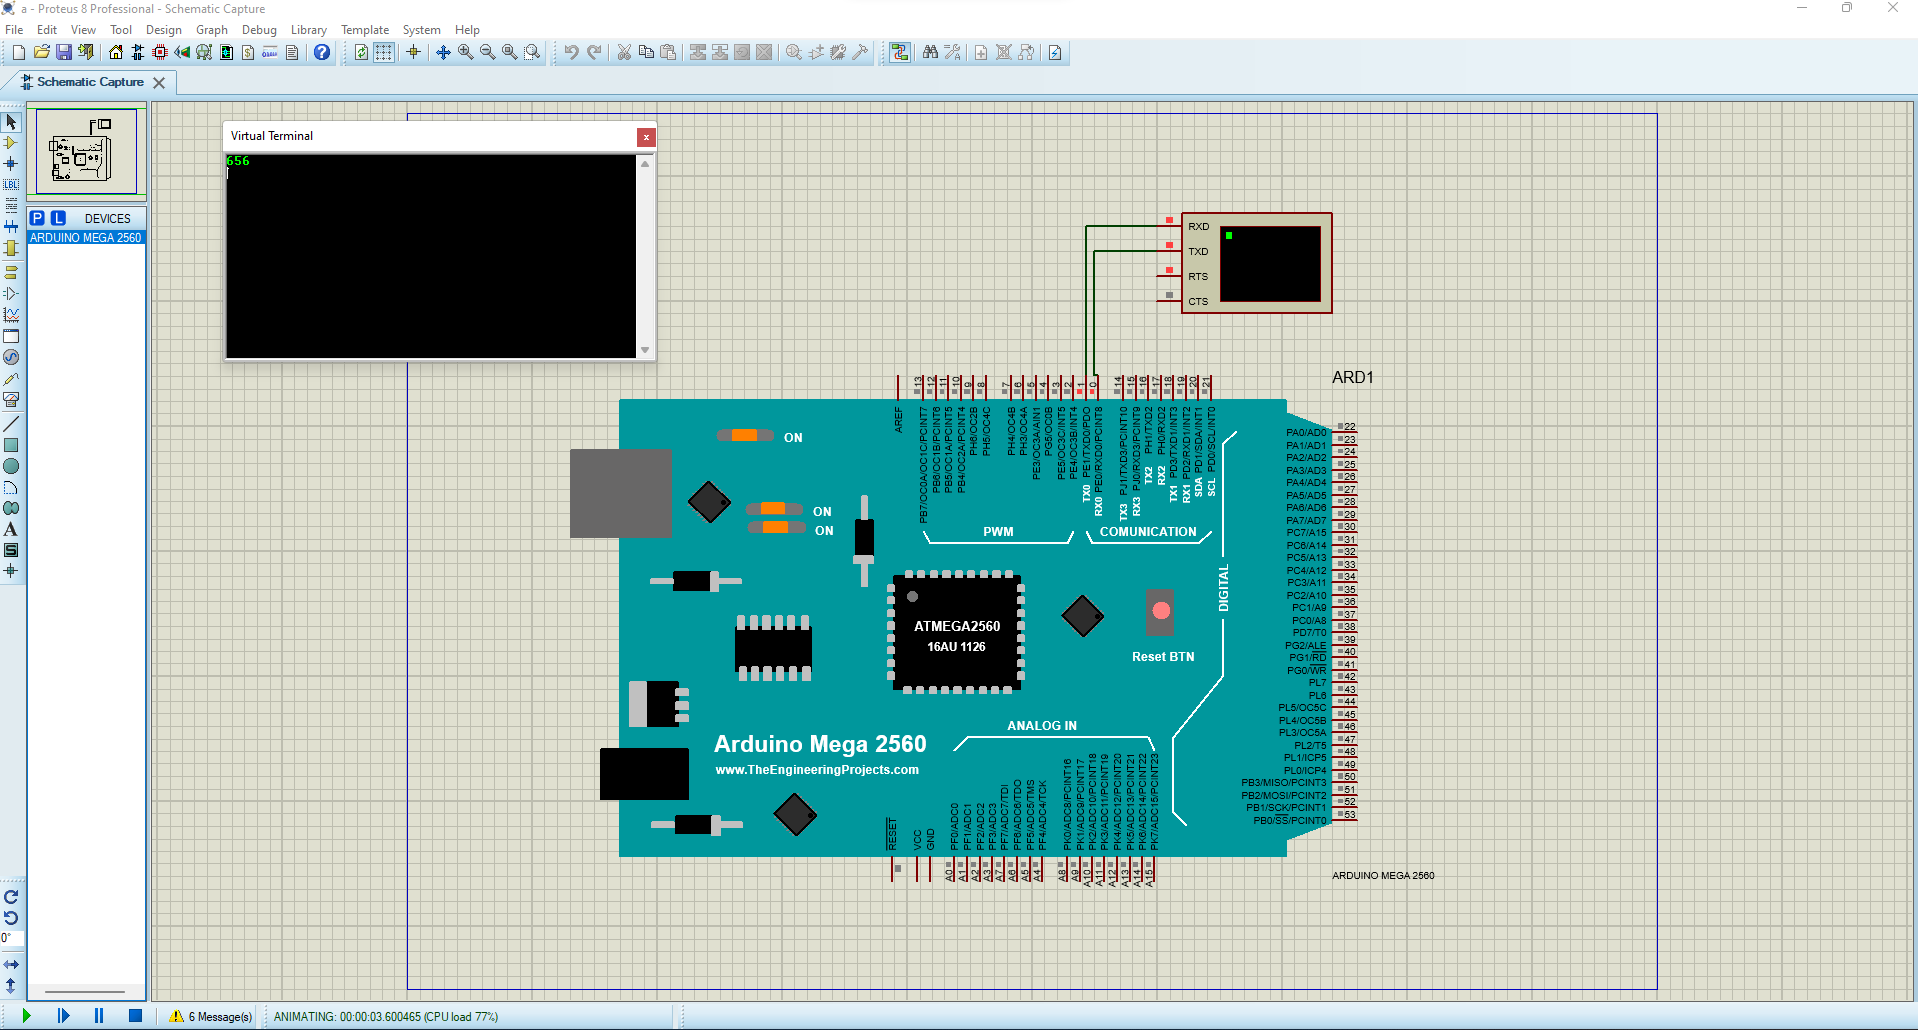 a - Proteus 8 Professional - Schematic Capture
File Edit View Tool Design Graph Debug Library Template System Help
Schematic Capture
Virtual Terminal
656
P L DEVICES
ARDUINO MEGA 2560
LBL
A
S
0°
RXD
TXD
RTS
CTS
ARD1
13 12 11 10 9 8 7 6 5 4 3 2 1 0 14 15 16 17 18 19 20 21
AREF
PB7/OC0A/OC1C/PCINT7
PB6/OC1B/PCINT6
PB5/OC1A/PCINT5
PB4/OC2A/PCINT4
PH6/OC2B
PH5/OC4C
PH4/OC4B
PH3/OC4A
PE3/OC3A/AIN1
PG5/OC0B
PE5/OC3C/INT5
PE4/OC3B/INT4
TX0 PE1/TXD0/PDO
RX0 PE0/RXD0/PCINT8
TX3 PJ1/TXD3/PCINT10
RX3 PJ0/RXD3/PCINT9
TX2 PH1/TXD2
RX2 PH0/RXD2
TX1 PD3/TXD1/INT3
RX1 PD2/RXD1/INT2
SDA PD1/SDA/INT1
SCL PD0/SCL/INT0
PWM
COMUNICATION
DIGITAL
ON
ON
ON
ATMEGA2560
16AU 1126
Reset BTN
ANALOG IN
Arduino Mega 2560
www.TheEngineeringProjects.com
PA0/AD0 22
PA1/AD1 23
PA2/AD2 24
PA3/AD3 25
PA4/AD4 26
PA5/AD5 27
PA6/AD6 28
PA7/AD7 29
PC7/A15 30
PC6/A14 31
PC5/A13 32
PC4/A12 33
PC3/A11 34
PC2/A10 35
PC1/A9 36
PC0/A8 37
PD7/T0 38
PG2/ALE 39
PG1/RD 40
PG0/WR 41
PL7 42
PL6 43
PL5/OC5C 44
PL4/OC5B 45
PL3/OC5A 46
PL2/T5 47
PL1/ICP5 48
PL0/ICP4 49
PB3/MISO/PCINT3 50
PB2/MOSI/PCINT2 51
PB1/SCK/PCINT1 52
PB0/SS/PCINT0 53
RESET
VCC
GND
PF0/ADC0
PF1/ADC1
PF2/ADC2
PF3/ADC3
PF7/ADC7/TDI
PF6/ADC6/TDO
PF5/ADC5/TMS
PF4/ADC4/TCK
PK0/ADC8/PCINT16
PK1/ADC9/PCINT17
PK2/ADC10/PCINT18
PK3/ADC11/PCINT19
PK4/ADC12/PCINT20
PK5/ADC13/PCINT21
PK6/ADC14/PCINT22
PK7/ADC15/PCINT23
A0 A1 A2 A3 A7 A6 A5 A4 A8 A9 A10 A11 A12 A13 A14 A15
ARDUINO MEGA 2560
6 Message(s)
ANIMATING: 00:00:03.600465 (CPU load 77%)